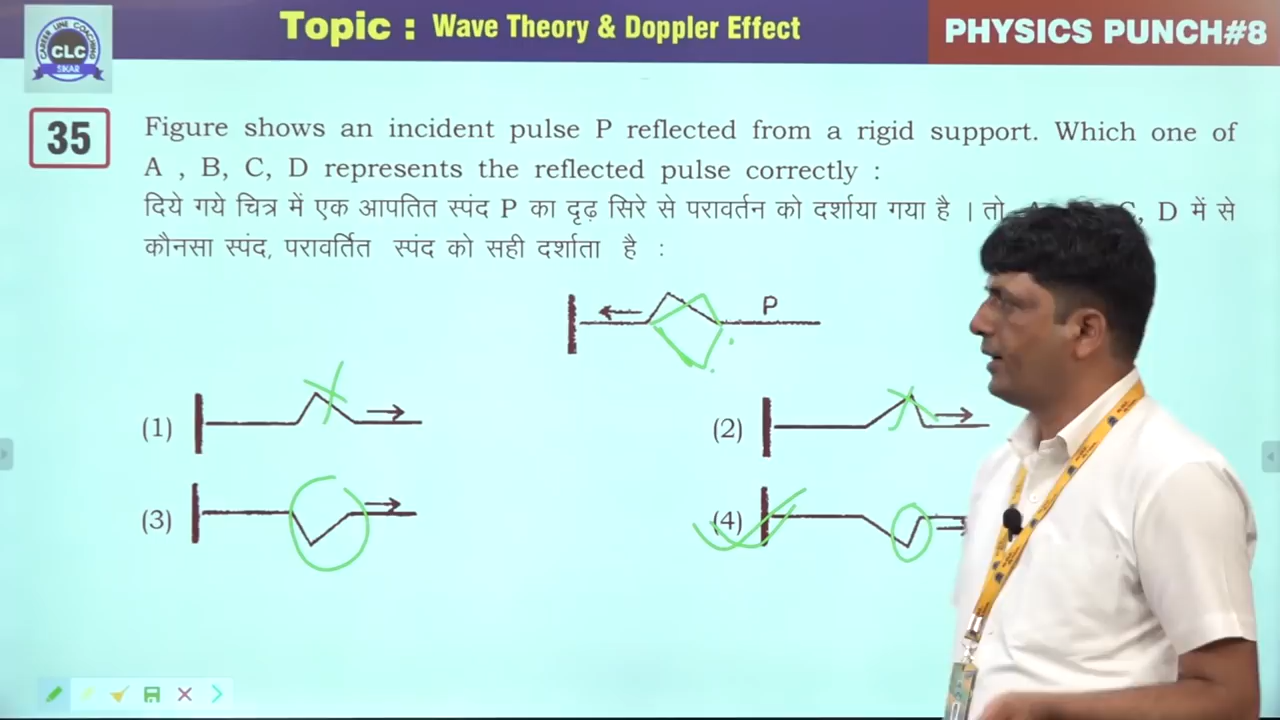 Topic : Wave Theory & Doppler Effect
PHYSICS PUNCH#8
CAREER LINE COACHING
CLC
SIKAR
35
Figure shows an incident pulse P reflected from a rigid support. Which one of
A , B, C, D represents the reflected pulse correctly :
दिये गये चित्र में एक आपतित स्पंद P का दृढ़ सिरे से परावर्तन को दर्शाया गया है । तो D में से
कौनसा स्पंद, परावर्तित स्पंद को सही दर्शाता है :
P
(1)
(2)
(3)
(4)